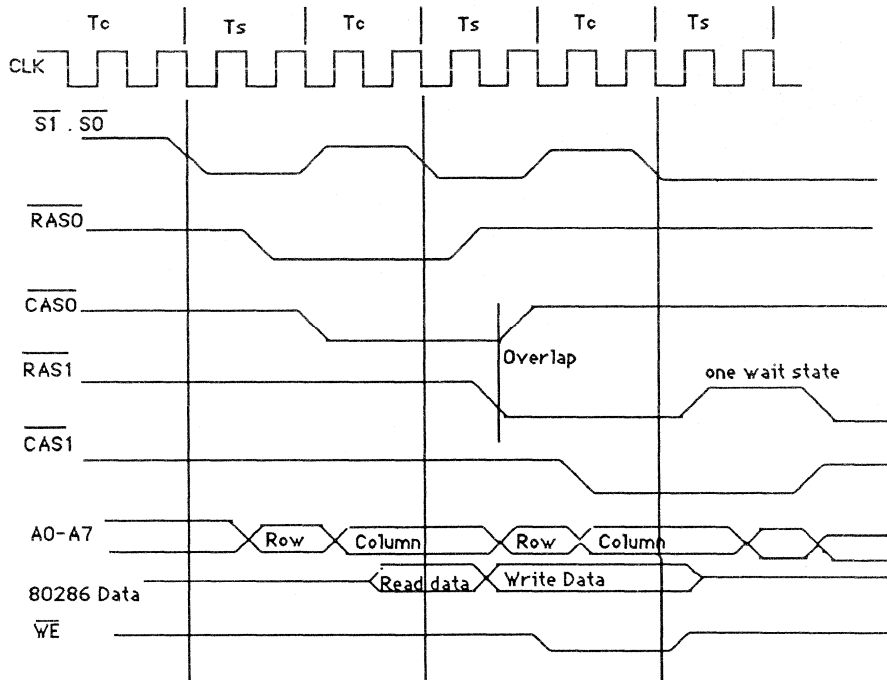 Tc Ts Tc Ts Tc Ts
CLK
S1 . S0
RAS0
CAS0
Overlap
RAS1
one wait state
CAS1
A0-A7 Row Column Row Column
Read data Write Data
80286 Data
WE